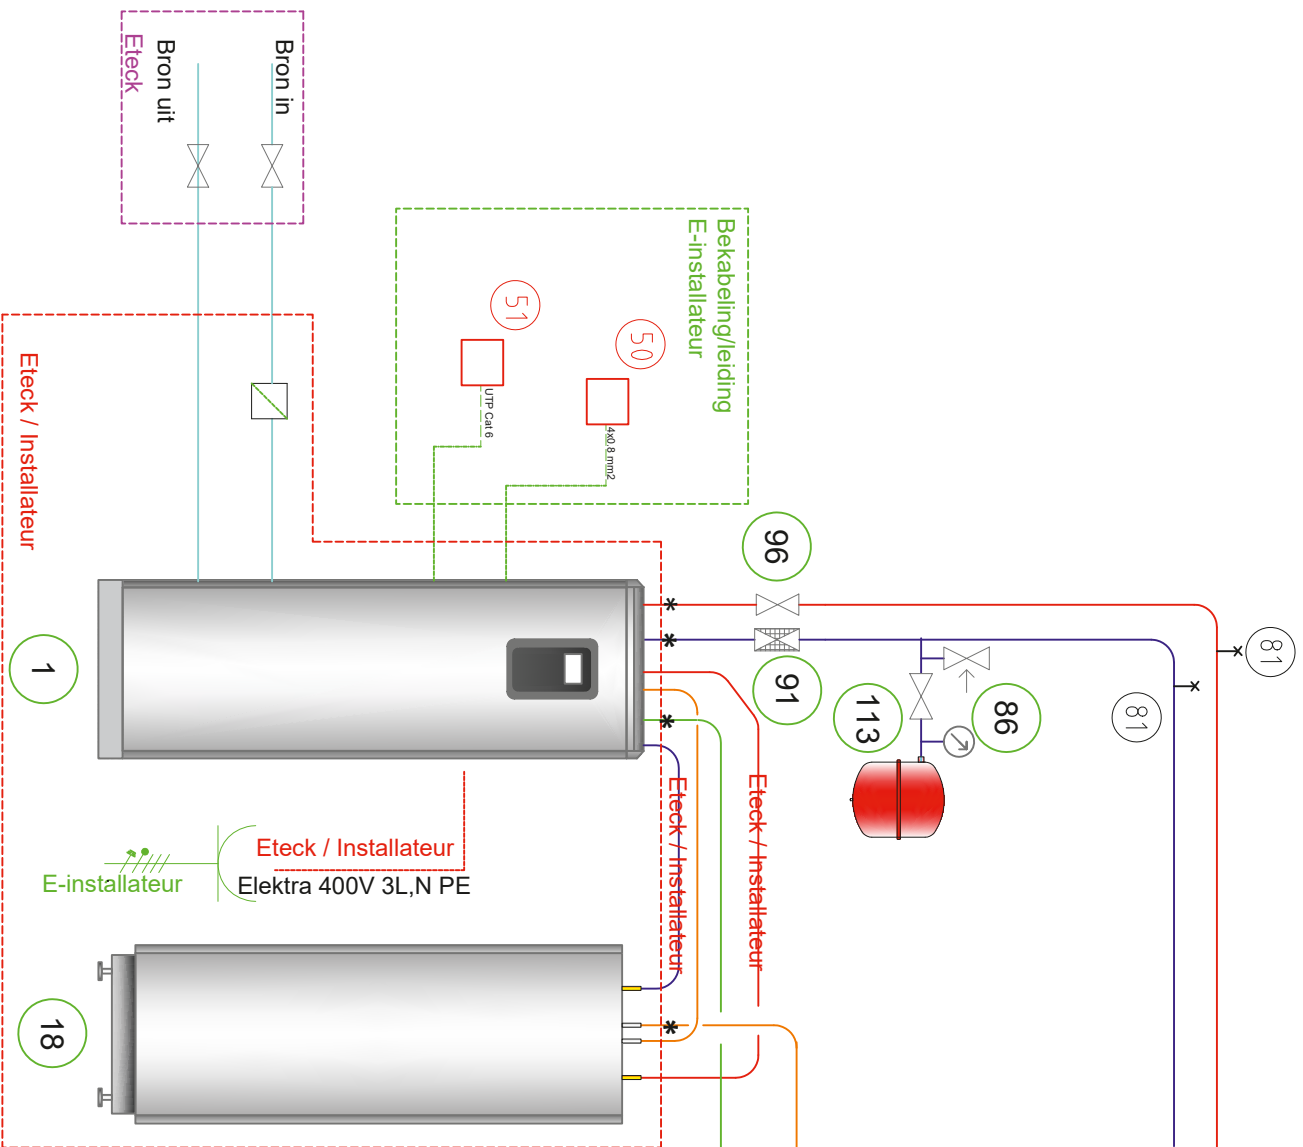 Bron in
Bron uit
Eteck
Bekabeling/leiding
E-installateur
51
50
UTP Cat 6
4x0,8 mm2
Eteck / Installateur
96
91
81
81
86
113
1
Eteck / Installateur
Eteck / Installateur
Eteck / Installateur
E-installateur
Elektra 400V 3L,N PE
18